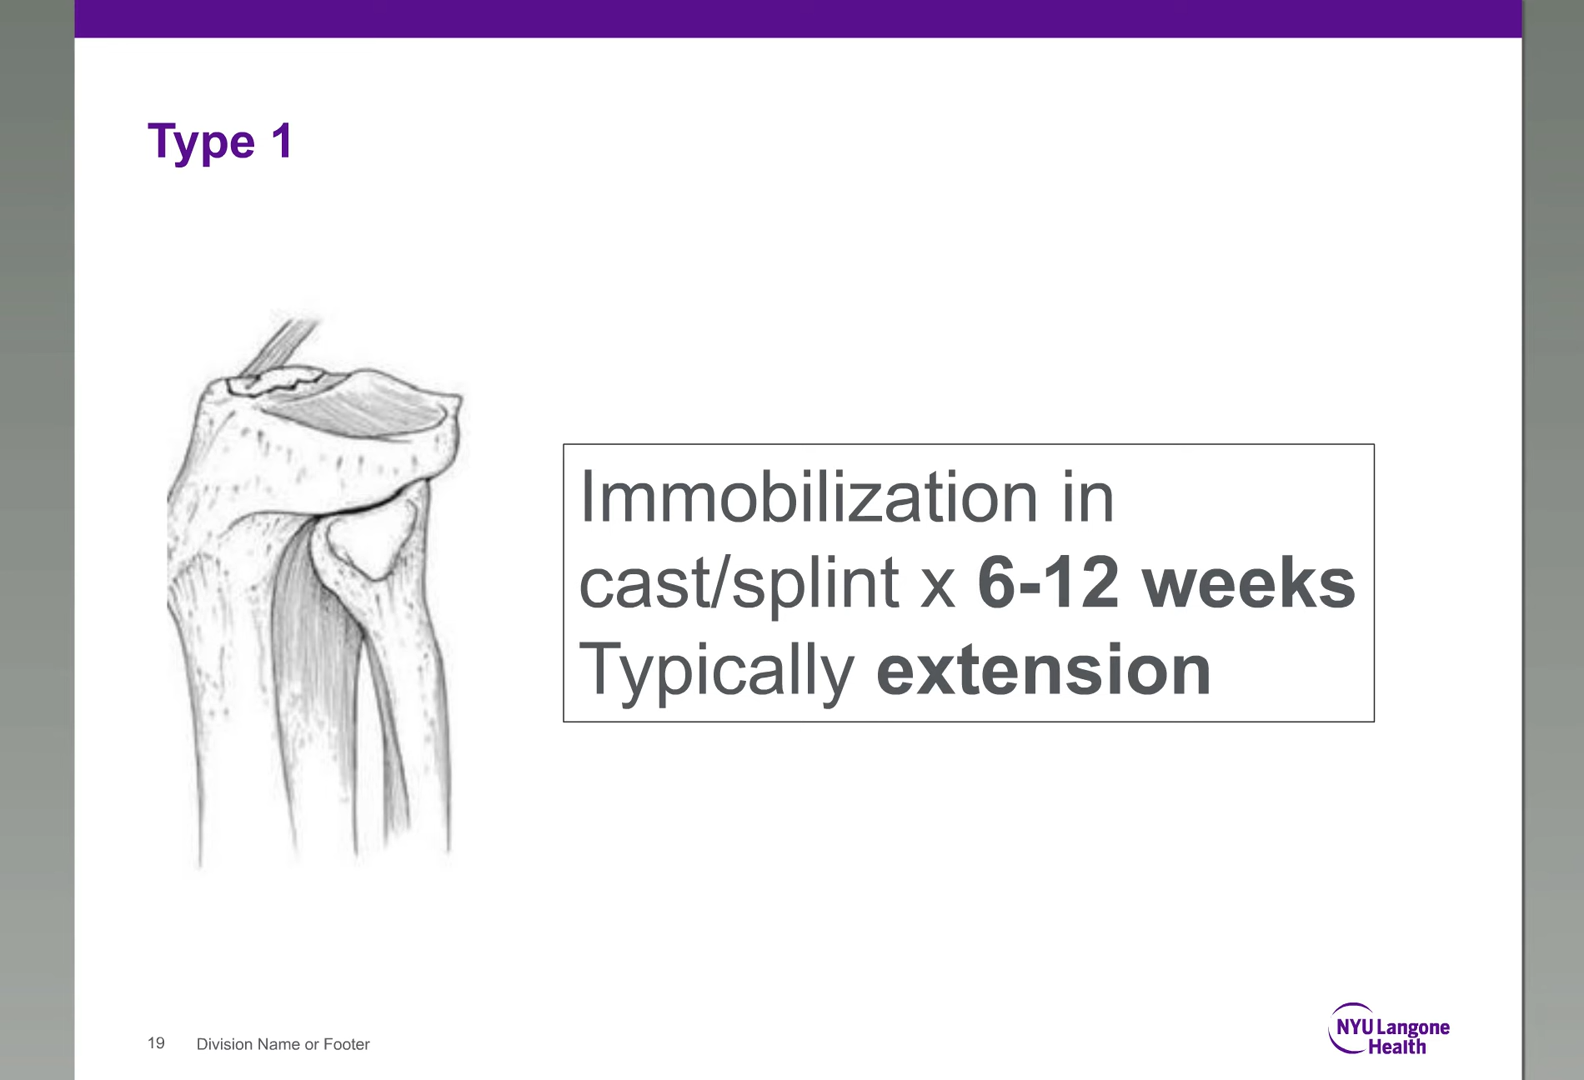 Type 1
Immobilization in
cast/splint x 6-12 weeks
Typically extension
19 Division Name or Footer
NYU Langone
Health